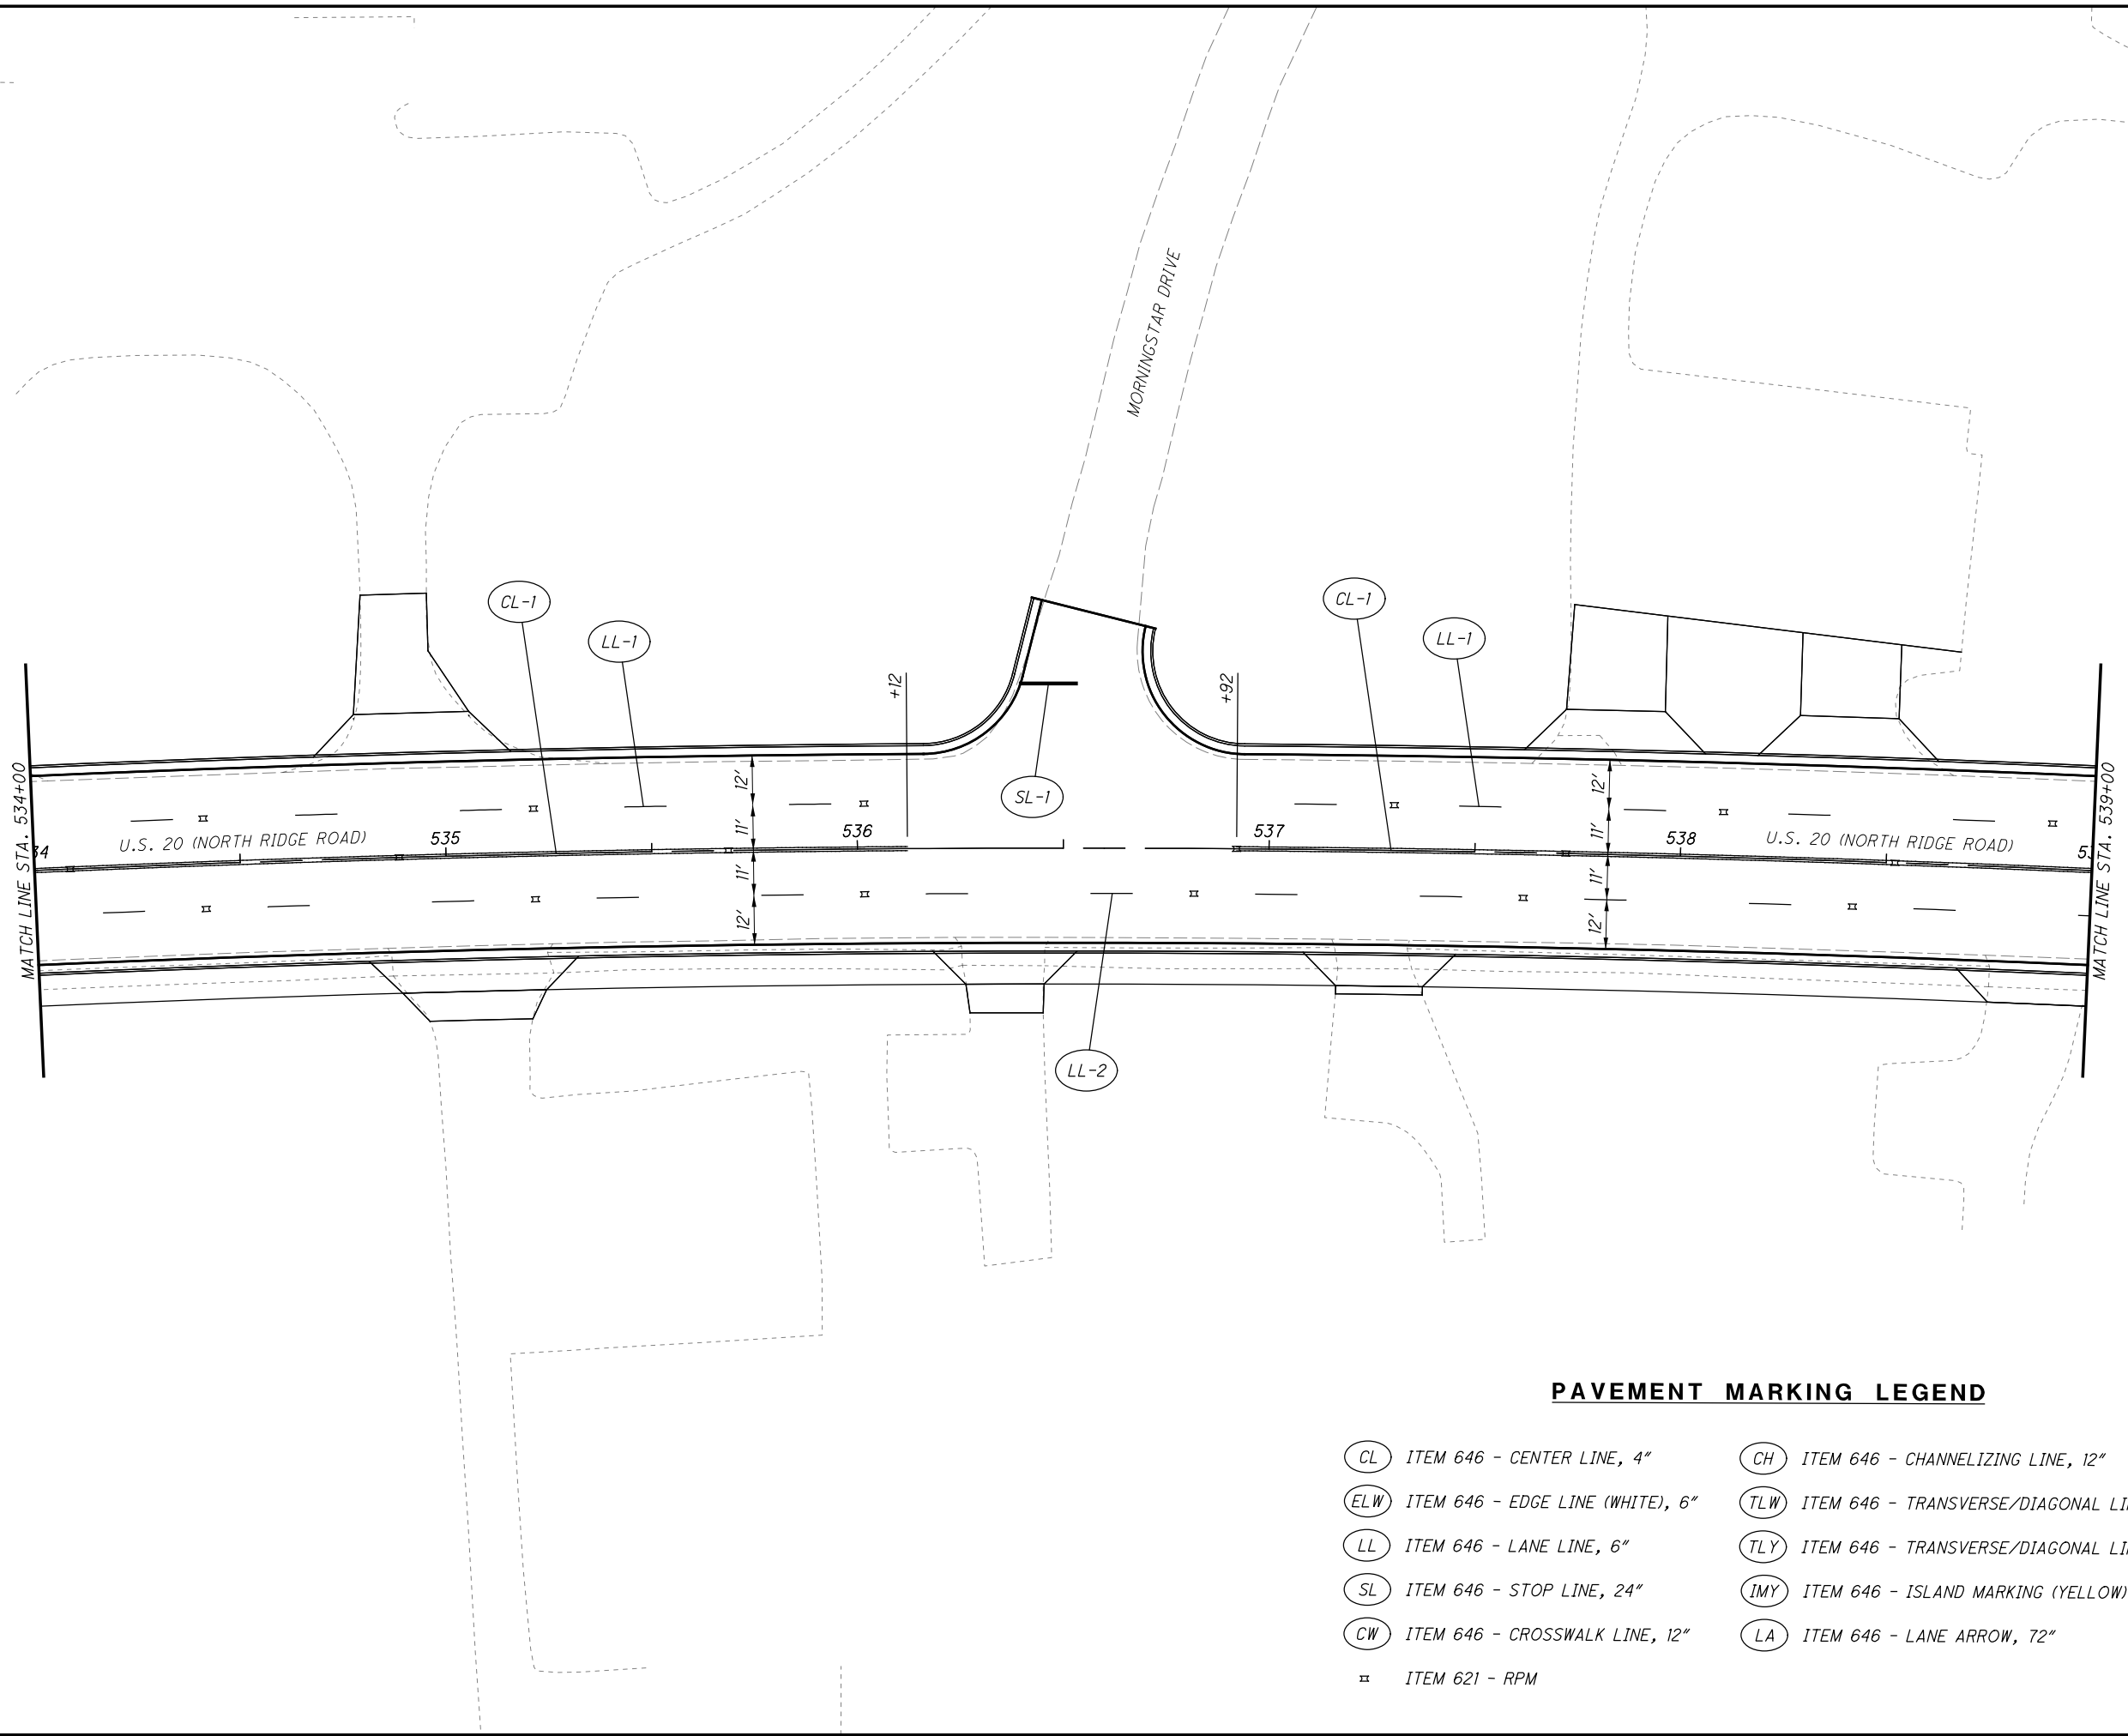 MORNINGSTAR DRIVE
CL-1
LL-1
CL-1
LL-1
+12
+92
SL-1
MATCH LINE STA. 534+00
MATCH LINE STA. 539+00
12'
11'
11'
12'
12'
11'
11'
12'
34
U.S. 20 (NORTH RIDGE ROAD)
535
536
537
538
U.S. 20 (NORTH RIDGE ROAD)
LL-2
PAVEMENT MARKING LEGEND
CL ITEM 646 - CENTER LINE, 4"
ELW ITEM 646 - EDGE LINE (WHITE), 6"
LL ITEM 646 - LANE LINE, 6"
SL ITEM 646 - STOP LINE, 24"
CW ITEM 646 - CROSSWALK LINE, 12"
ITEM 621 - RPM
CH ITEM 646 - CHANNELIZING LINE, 12"
TLW ITEM 646 - TRANSVERSE/DIAGONAL
TLY ITEM 646 - TRANSVERSE/DIAGONAL
IMY ITEM 646 - ISLAND MARKING (YELLOW)
LA ITEM 646 - LANE ARROW, 72"